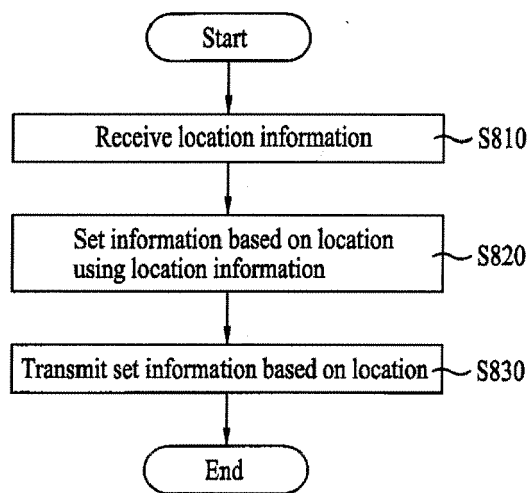 Start
Receive location information
S810
Set information based on location
using location information
S820
Transmit set information based on location
S830
End